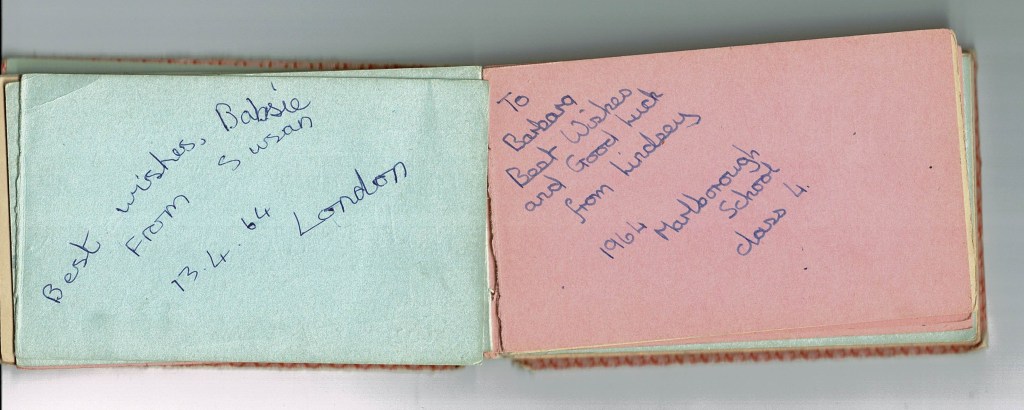 Best wishes, Babsie
From Susan
13.4.64 London
To
Barbara
Best Wishes
and Good Luck
from Lindsey
1964 Marlborough
School
class 4.